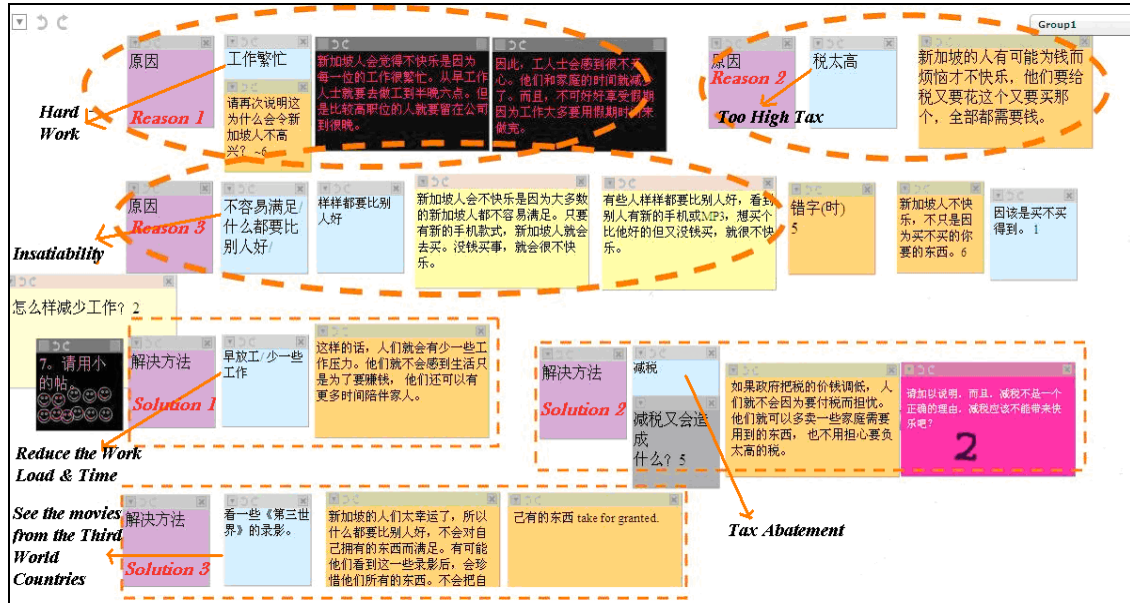 Group1
原因
Reason 1
Hard
Work
工作繁忙
请再次说明这
为什么会令新
加坡人不高
兴？ ~6
新加坡人会觉得不快乐是因为
每一位的工作很繁忙。从早工作
人士就要去做工到半晚六点。但
是比较高职位的人就要留在公司
到很晚。
因此，工人士会感到很不开
心。他们和家庭的时间就减
了。而且，不可好好享受假期
因为工作大多要用假期时间来
做完。
原因
Reason 2
税太高
Too High Tax
新加坡的人有可能为钱而
烦恼才不快乐，他们要给
税又要花这个又要买那
个，全部都需要钱。
原因
Reason 3
Insatiability
不容易满足/
什么都要比
别人好/
样样都要比别
人好
新加坡人会不快乐是因为大多数
的新加坡人都不容易满足。只要
有新的手机款式，新加坡人就会
去买。没钱买事，就会很不快
乐。
有些人样样都要比别人好，看到
别人有新的手机或MP3，想买个
比他好的但又没钱买，就很不快
乐。
错字(时)
5
新加坡人不快
乐，不只是因
为买不买的你
要的东西。6
因该是买不买
得到。 1
怎么样减少工作？ 2
7。请用小
的帖。
解决方法
Solution 1
早放工/ 少一些
工作
Reduce the Work
Load & Time
这样的话，人们就会有少一些工
作压力。他们就不会感到生活只
是为了要赚钱， 他们还可以有
更多时间陪伴家人。
解决方法
Solution 2
减税
减税又会造
成
什么？5
如果政府把税的价钱调低，人
们就不会因为要付税而担忧。
他们就可以多卖一些家庭需要
用到的东西， 也不用担心要负
太高的税。
请加以说明，而且，减税不是一个
正确的理由，减税应该不能带来快
乐吧？
2
Tax Abatement
See the movies
from the Third
World
Countries
解决方法
Solution 3
看一些《第三世
界》的录影。
新加坡的人们太幸运了，所以
什么都要比别人好，不会对自
己拥有的东西而满足。有可能
他们看到这一些录影后，会珍
惜他们所有的东西。不会把自
己有的东西 take for granted.